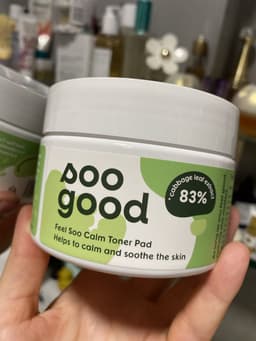 soo
good
Feel Soo Calm Toner Pad
Helps to calm and soothe the skin
cabbage leaf extract
83%